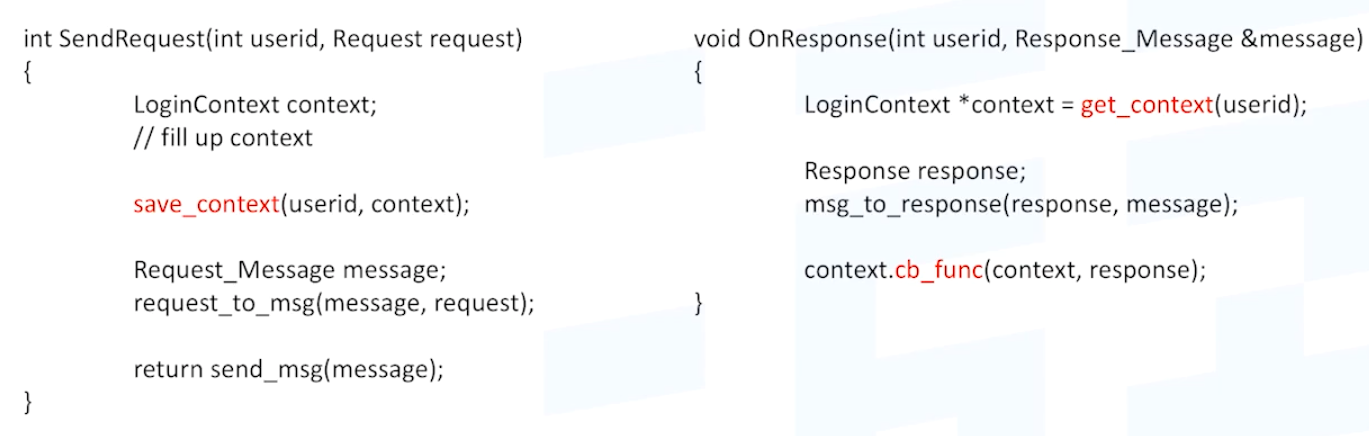 int SendRequest(int userid, Request request)
{
LoginContext context;
// fill up context
save_context(userid, context);
Request_Message message;
request_to_msg(message, request);
return send_msg(message);
}
void OnResponse(int userid, Response_Message &message)
{
LoginContext *context = get_context(userid);
Response response;
msg_to_response(response, message);
context.cb_func(context, response);
}